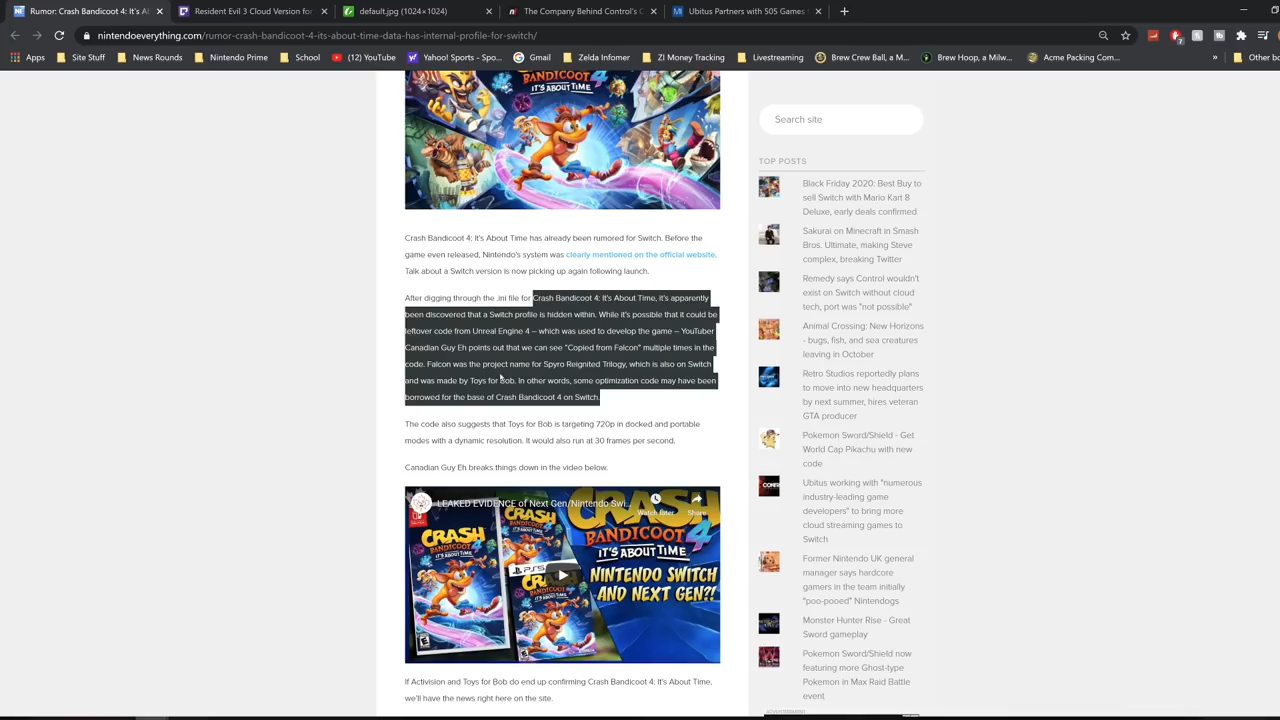 Rumor: Crash Bandicoot 4: It's Ab
Resident Evil 3 Cloud Version for
default.jpg (1024×1024)
Untitled
Ubitus Partners with 505 Games
nintendoeverything.com/rumor-crash-bandicoot-4-its-about-time-data-has-internal-profile-for-switch/
Apps
Site Stuff
News Rounds
Nintendo Prime
School
(12) YouTube
Yahoo! Sports - Spo...
Gmail
Zelda Infomer
ZI Money Tracking
Livestreaming
Brew Crew Ball, a M...
Brew Hoop, a Milw...
Acme Packing Com...
»
Other bo
BANDICOOT 4
IT'S ABOUT TIME
Crash Bandicoot 4: It's About Time has already been rumored for Switch. Before the
game even released, Nintendo's system was clearly mentioned on the official website.
Talk about a Switch version is now picking up again following launch.
After digging through the .ini file for Crash Bandicoot 4: It's About Time, it's apparently
been discovered that a Switch profile is hidden within. While it's possible that it could be
leftover code from Unreal Engine 4 – which was used to develop the game – YouTuber
Canadian Guy Eh points out that we can see "Copied from Falcon" multiple times in the
code. Falcon was the project name for Spyro Reignited Trilogy, which is also on Switch
and was made by Toys for Bob. In other words, some optimization code may have been
borrowed for the base of Crash Bandicoot 4 on Switch.
The code also suggests that Toys for Bob is targeting 720p in docked and portable
modes with a dynamic resolution. It would also run at 30 frames per second.
Canadian Guy Eh breaks things down in the video below.
LEAKED EVIDENCE of Next Gen/Nintendo Swi...
Watch later
Share
CRASH
BANDICOOT 4
IT'S ABOUT TIME
PS5
CRASH
BANDICOOT 4
IT'S ABOUT TIME
NINTENDO SWITCH
AND NEXT GEN?!
If Activision and Toys for Bob do end up confirming Crash Bandicoot 4: It's About Time,
we'll have the news right here on the site.
Search site
TOP POSTS
Black Friday 2020: Best Buy to
sell Switch with Mario Kart 8
Deluxe, early deals confirmed
Sakurai on Minecraft in Smash
Bros. Ultimate, making Steve
complex, breaking Twitter
Remedy says Control wouldn't
exist on Switch without cloud
tech, port was "not possible"
Animal Crossing: New Horizons
- bugs, fish, and sea creatures
leaving in October
Retro Studios reportedly plans
to move into new headquarters
by next summer, hires veteran
GTA producer
Pokemon Sword/Shield - Get
World Cap Pikachu with new
code
Ubitus working with "numerous
industry-leading game
developers" to bring more
cloud streaming games to
Switch
Former Nintendo UK general
manager says hardcore
gamers in the team initially
"poo-pooed" Nintendogs
Monster Hunter Rise - Great
Sword gameplay
Pokemon Sword/Shield now
featuring more Ghost-type
Pokemon in Max Raid Battle
event
ADVERTISEMENT